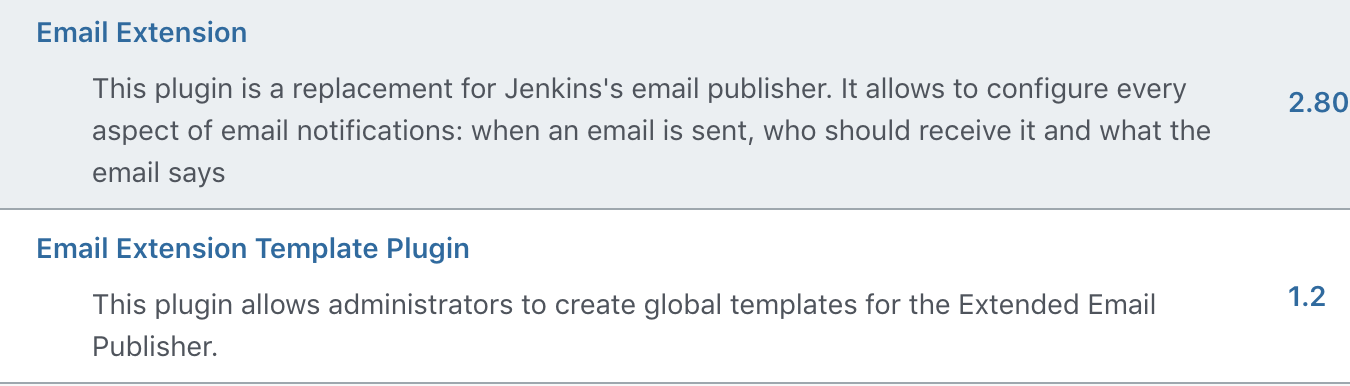 Email Extension
This plugin is a replacement for Jenkins's email publisher. It allows to configure every
aspect of email notifications: when an email is sent, who should receive it and what the
email says
2.80
Email Extension Template Plugin
This plugin allows administrators to create global templates for the Extended Email
Publisher.
1.2